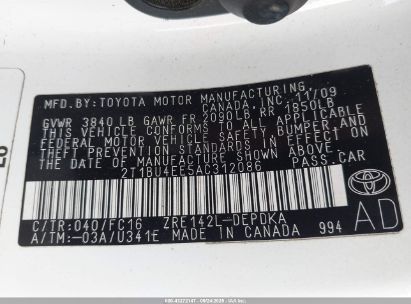 MFD. BY: TOYOTA MOTOR MANUFACTURING,
CANADA, INC. 11/09
GVWR 3840 LB GAWR FR 2090LB RR 1850LB
THIS VEHICLE CONFORMS TO ALL APPLICABLE
FEDERAL MOTOR VEHICLE SAFETY, BUMPER, AND
THEFT PREVENTION STANDARDS IN EFFECT ON
THE DATE OF MANUFACTURE SHOWN ABOVE.
2T1BU4EE5AC312086 PASS.CAR
C/TR:040/FC16 ZRE142L-DEPDKA
A/TM:-03A/U341E MADE IN CANADA 994
TOYOTA
AD